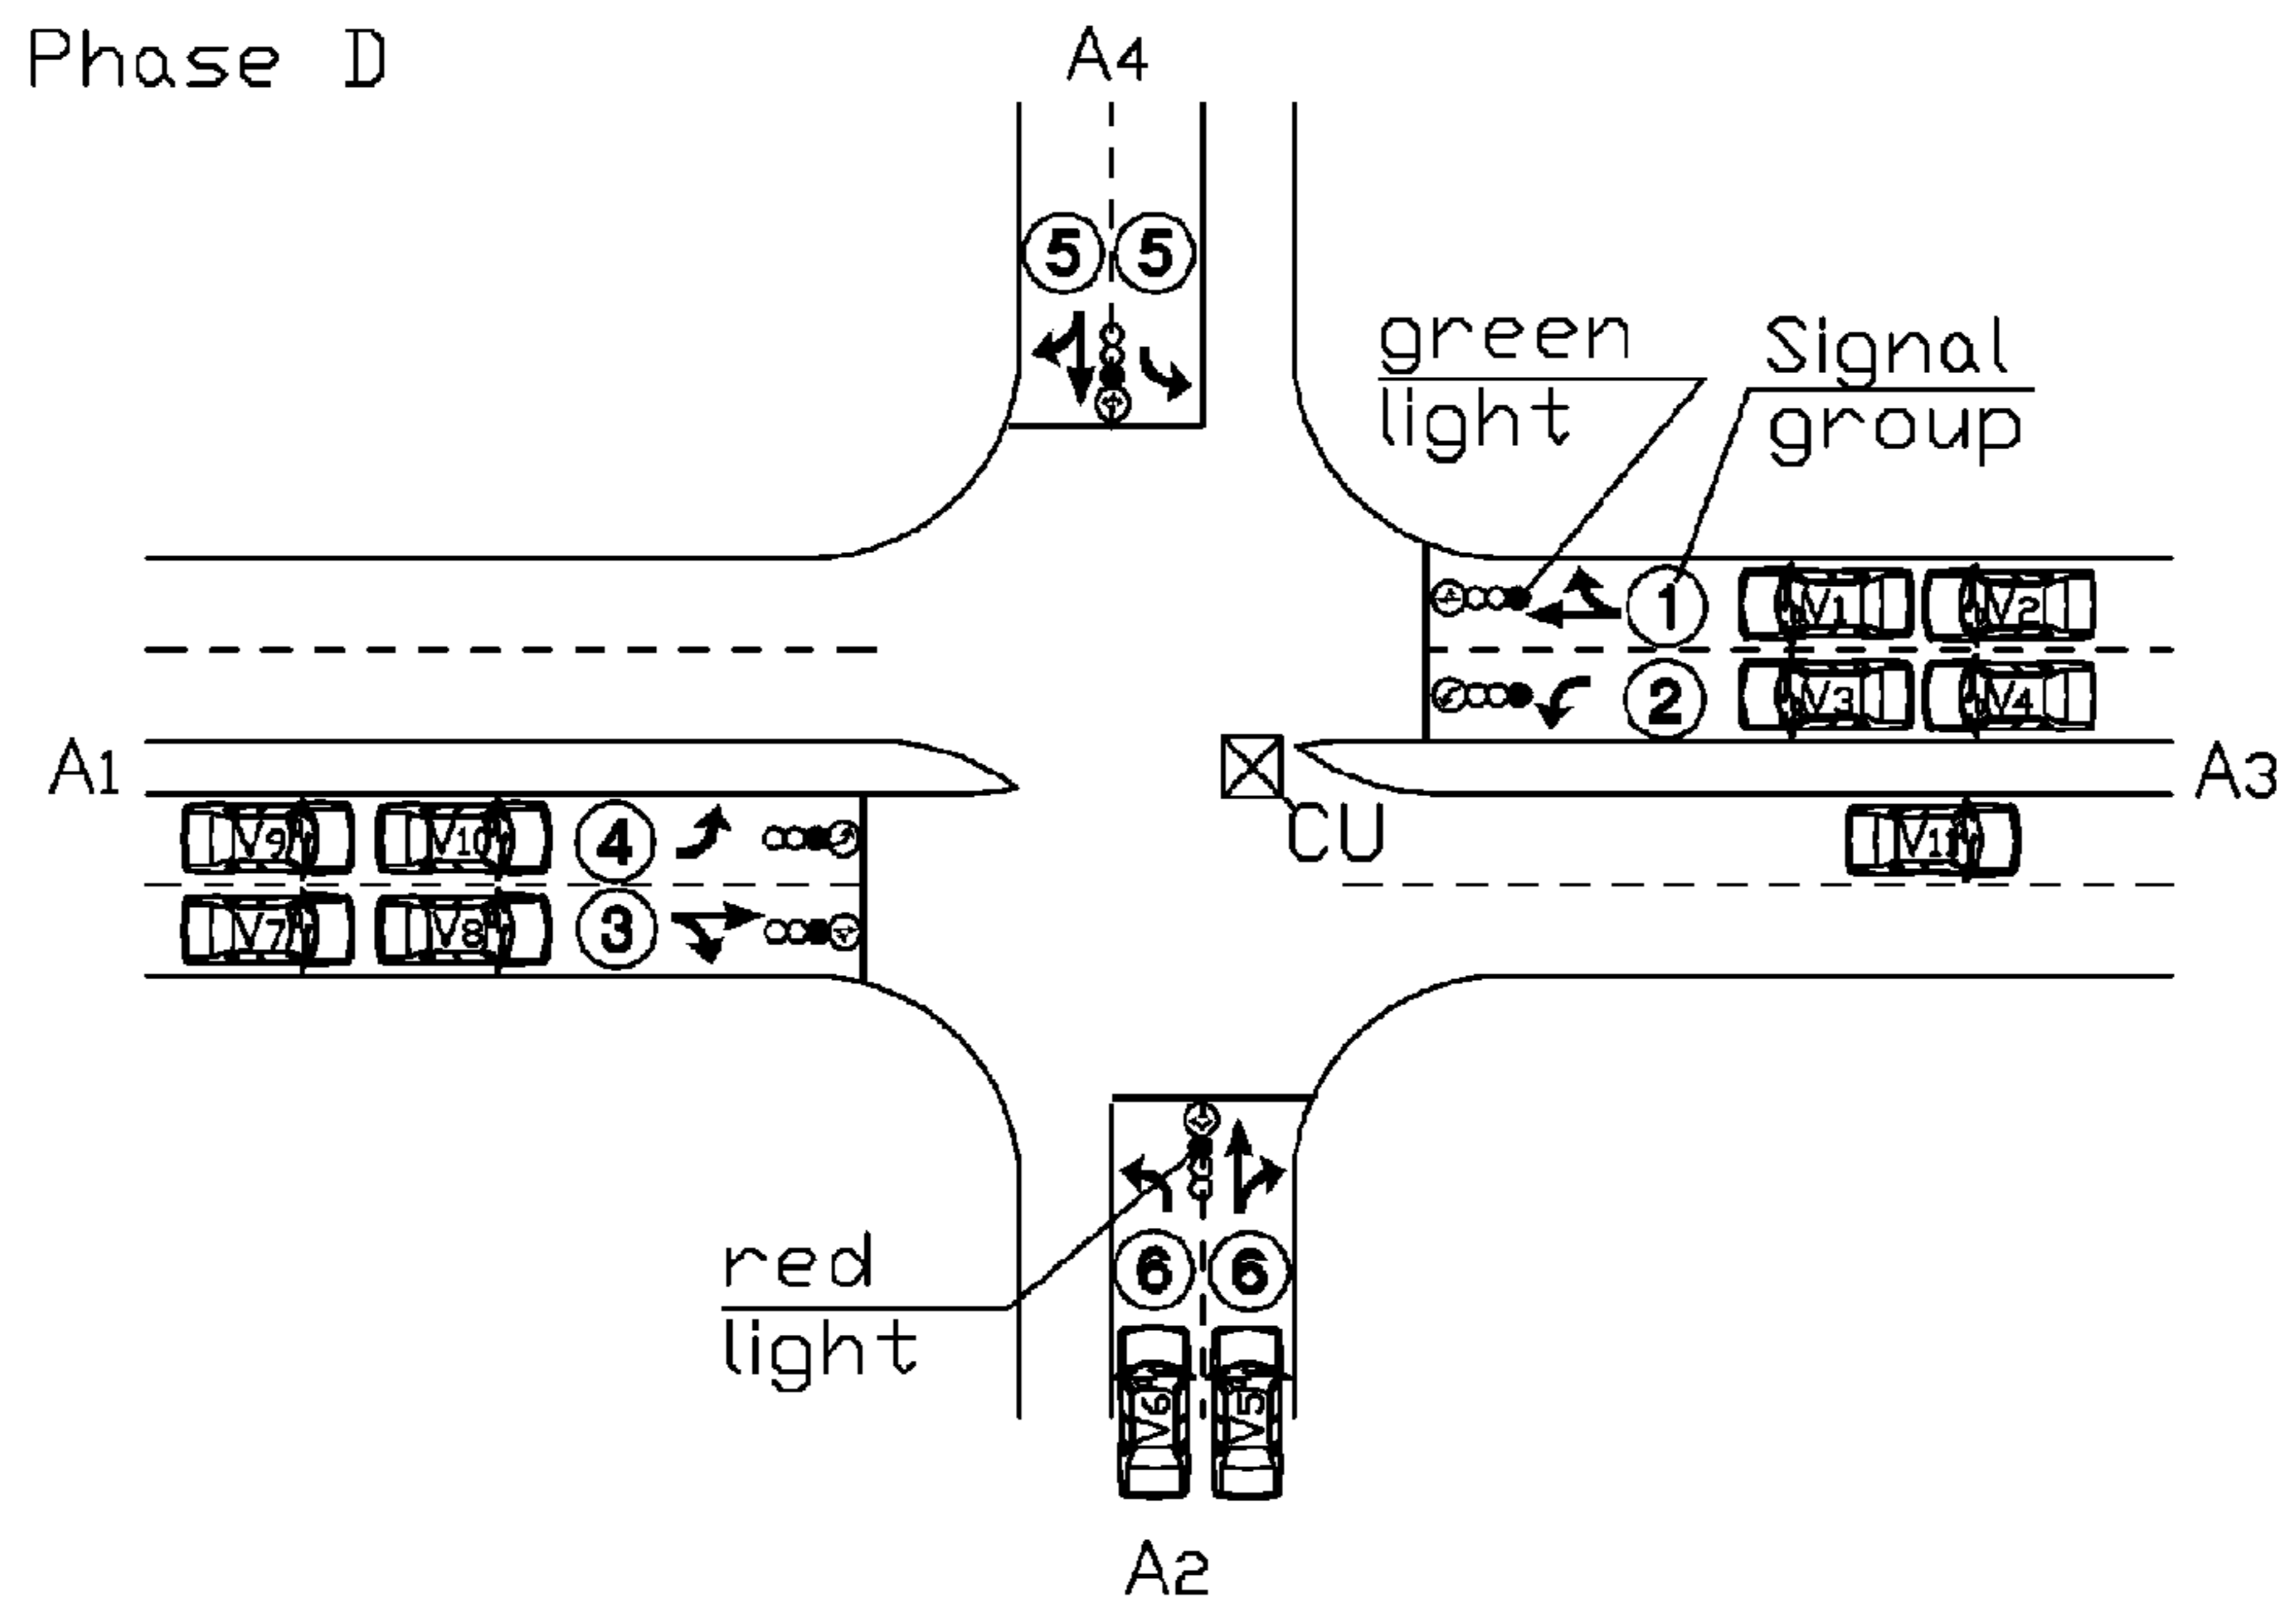 Phase D
A4
5 5
green
light
Signal
group
1 V1 V2
2 V3 V4
A1
A3
CU
V9 V10 4
V11
V7 V8 3
red
light
6 6
V6 V5
A2